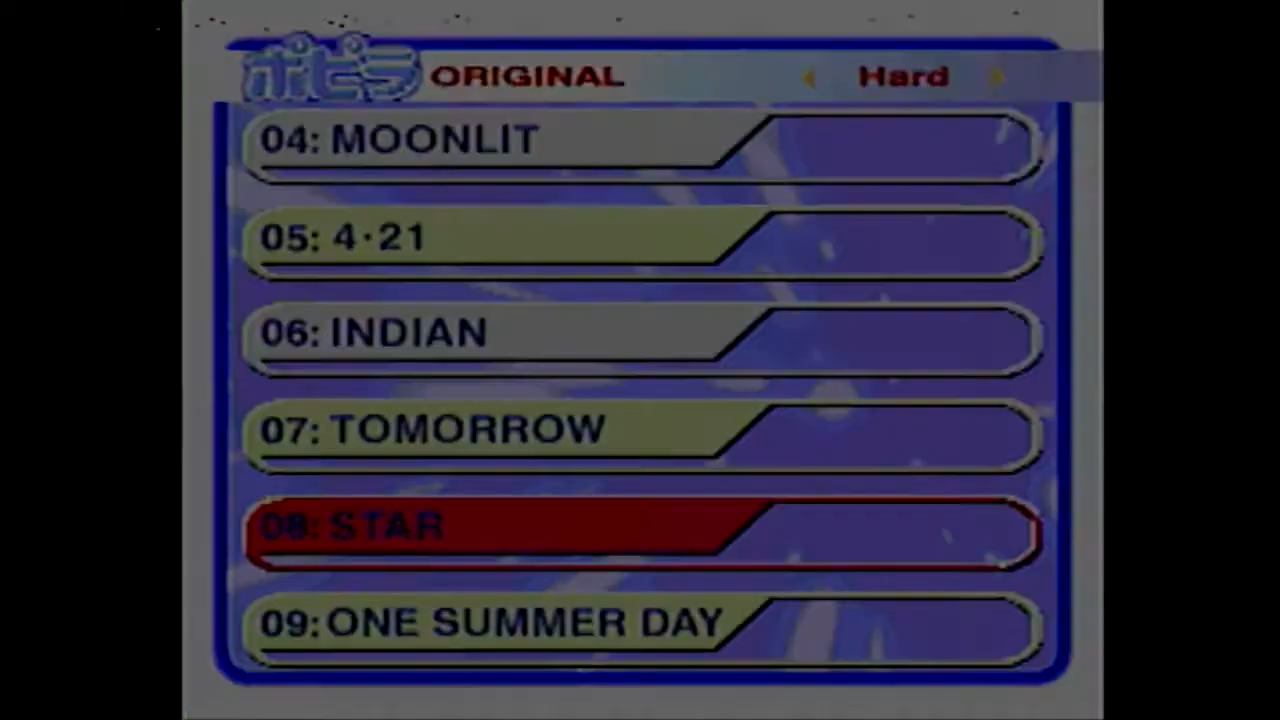 ポピラ ORIGINAL Hard
04: MOONLIT
05: 4·21
06: INDIAN
07: TOMORROW
08: STAR
09: ONE SUMMER DAY